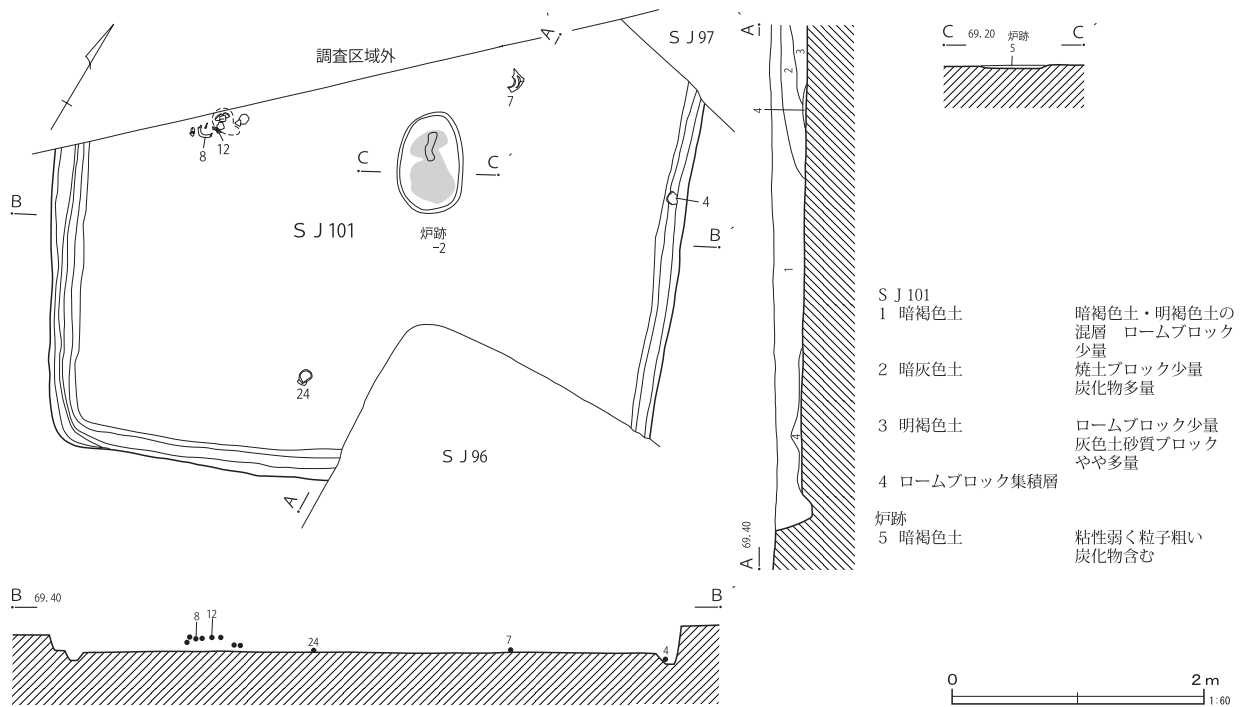 調査区域外
A´
ＳＪ97
7
8
12
C
C´
4
B
B´
ＳＪ101
炉跡
-2
24
ＳＪ96
A
A´
3
2
4
1
4
A 69.40
C 69.20 炉跡 C´
5
ＳＪ101
1 暗褐色土 暗褐色土・明褐色土の
混層　ロームブロック
少量
2 暗灰色土 焼土ブロック少量
炭化物多量
3 明褐色土 ロームブロック少量
灰色土砂質ブロック
やや多量
4 ロームブロック集積層
炉跡
5 暗褐色土 粘性弱く粒子粗い
炭化物含む
B 69.40 B´
8 12
24
7
4
0 2 m
1:60